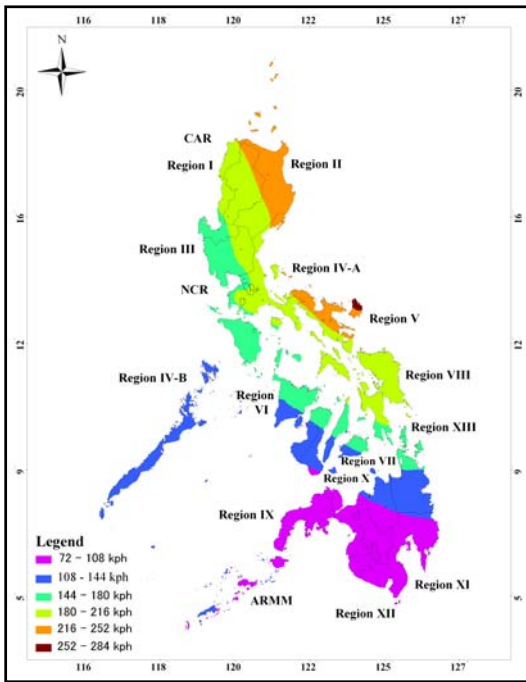 116 118 120 122 125 127
N
20
20
CAR
Region I
Region II
16
16
Region III
Region IV-A
NCR
Region V
12
12
Region IV-B
Region VIII
Region
VI
Region XIII
Region VII
9
9
Region X
Region IX
Legend
72 - 108 kph
108 - 144 kph
144 - 180 kph
180 - 216 kph
216 - 252 kph
252 - 284 kph
Region XI
ARMM
Region XII
5
5
116 118 120 122 125 127